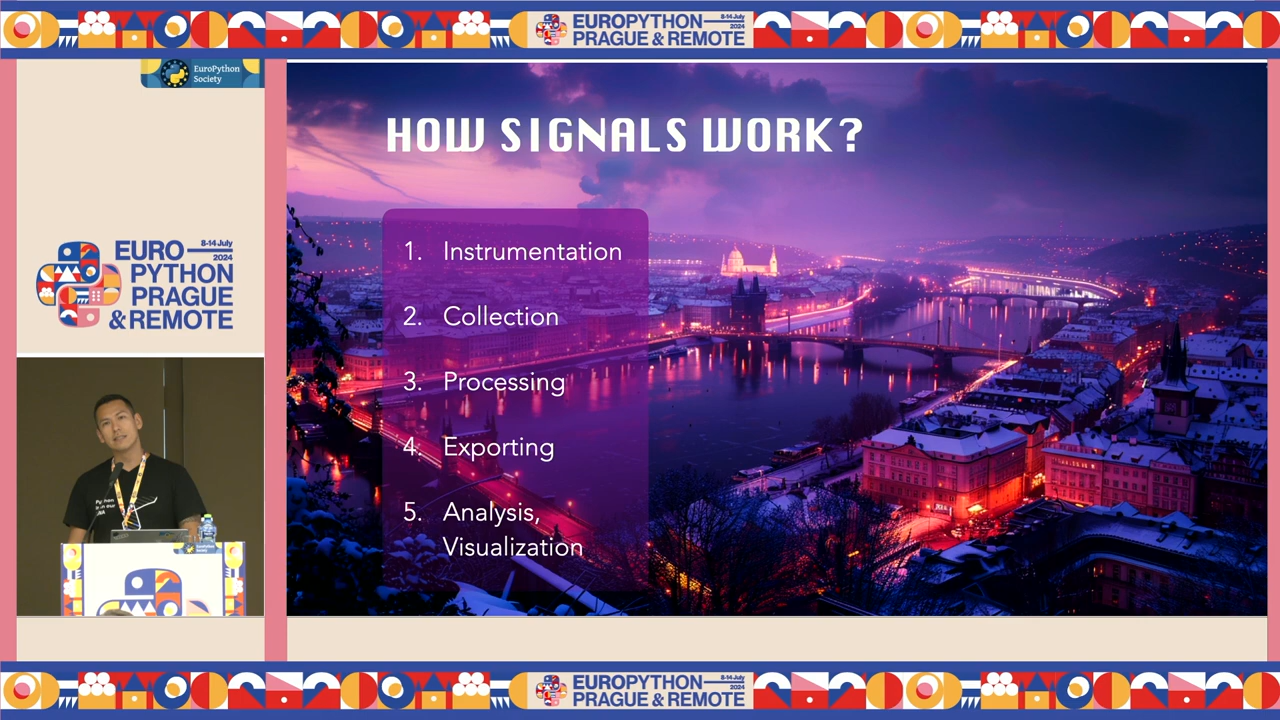 EUROPYTHON
8-14 July
2024
PRAGUE & REMOTE
EuroPython
Society
EURO
8-14 July
2024
PYTHON
PRAGUE
& REMOTE
HOW SIGNALS WORK?
1. Instrumentation
2. Collection
3. Processing
4. Exporting
5. Analysis,
Visualization
EuroPython
Society
EUROPYTHON
8-14 July
2024
PRAGUE & REMOTE